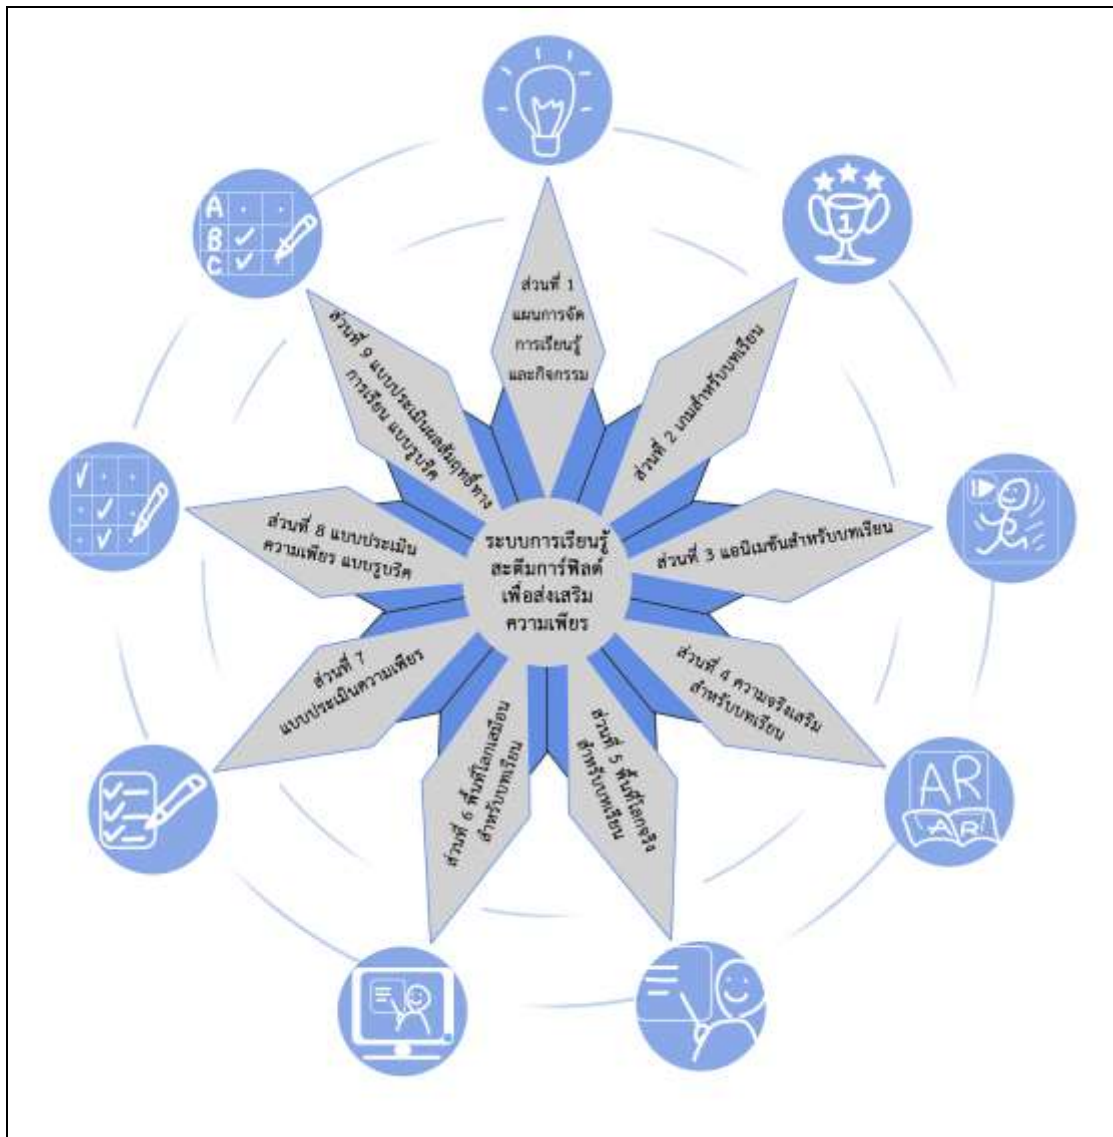 ส่วนที่ 1
แผนการจัด
การเรียนรู้
และกิจกรรม
ส่วนที่ 2 เกมสำหรับบทเรียน
ส่วนที่ 3 แอนิเมชันสำหรับบทเรียน
ส่วนที่ 4 ความจริงเสริม
สำหรับบทเรียน
ส่วนที่ 5 พื้นที่โลกจริง
สำหรับบทเรียน
ส่วนที่ 6 พื้นที่โลกเสมือน
สำหรับบทเรียน
ส่วนที่ 7
แบบประเมินความเพียร
ส่วนที่ 8 แบบประเมิน
ความเพียร แบบรูบริค
ส่วนที่ 9 แบบประเมินผลสัมฤทธิ์ทาง
การเรียน แบบรูบริค
ระบบการเรียนรู้
สะตีมการ์ฟิลด์
เพื่อส่งเสริม
ความเพียร
1
AR
AR
A
B
C